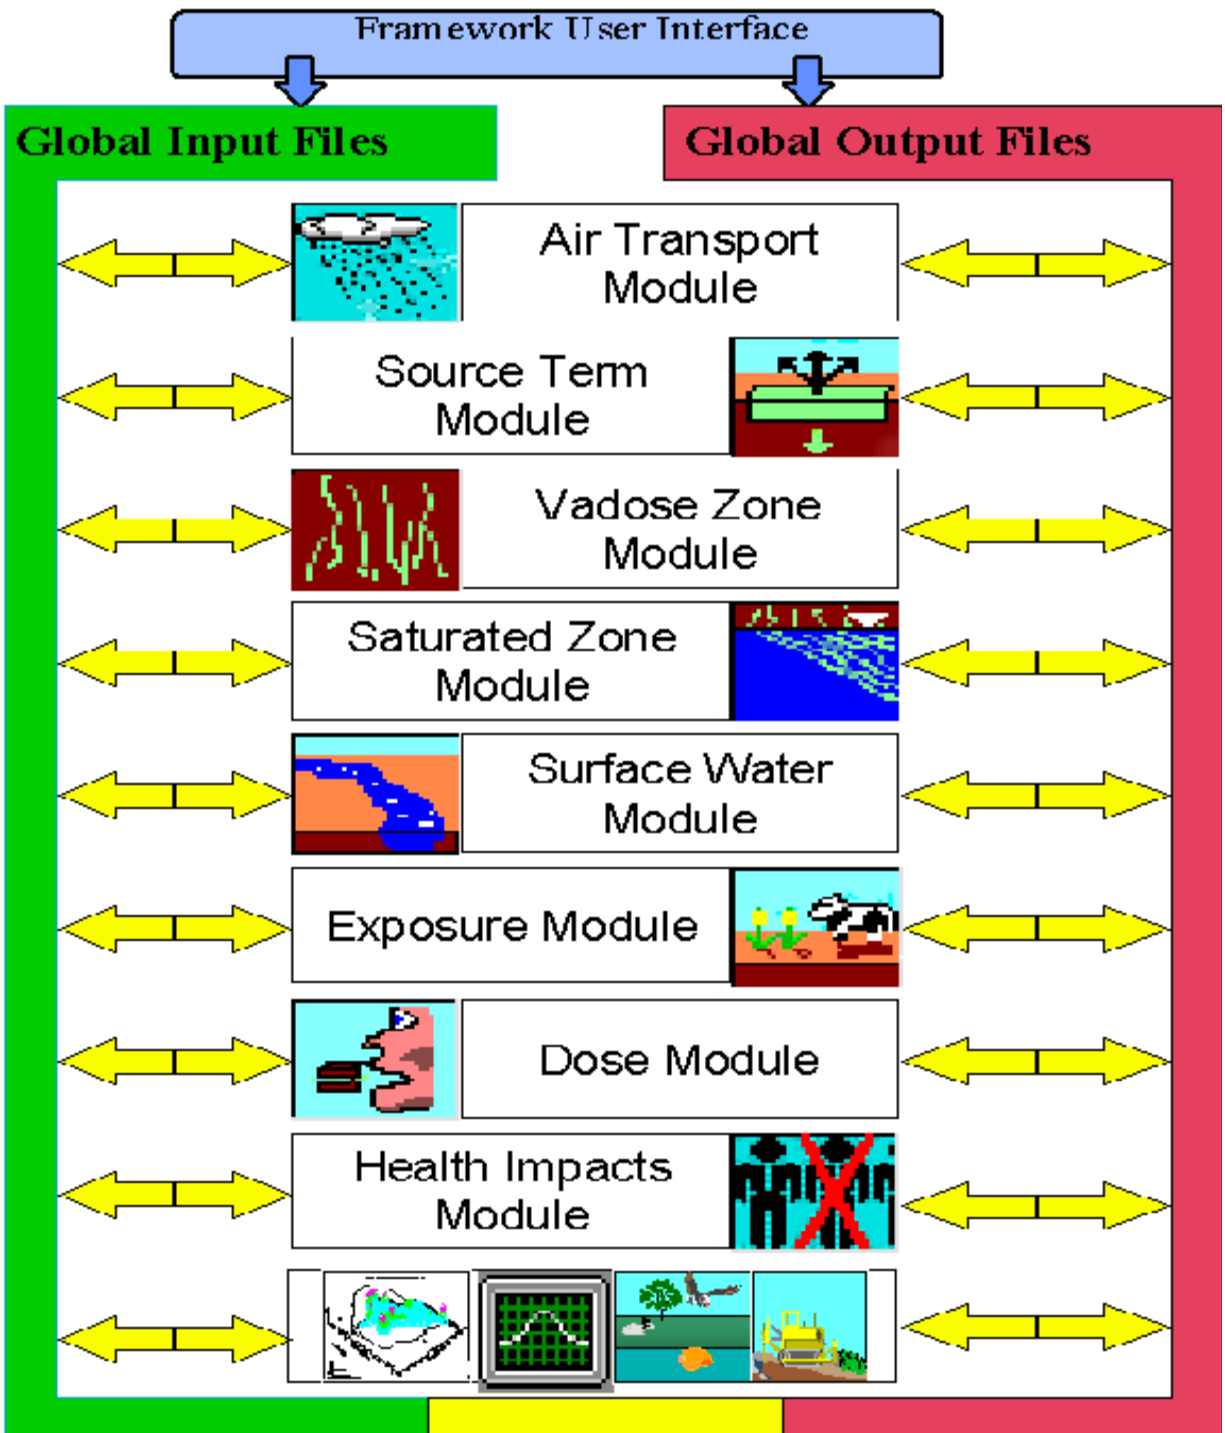 Framework User Interface
Global Input Files
Global Output Files
Air Transport
Module
Source Term
Module
Vadose Zone
Module
Saturated Zone
Module
Surface Water
Module
Exposure Module
Dose Module
Health Impacts
Module